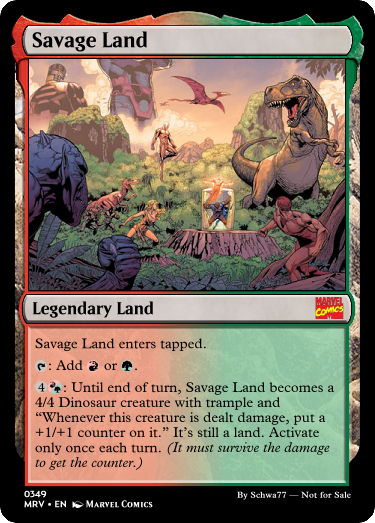 Savage Land
Legendary Land
MARVEL
COMICS
Savage Land enters tapped.
: Add or .
4 : Until end of turn, Savage Land becomes a
4/4 Dinosaur creature with trample and
“Whenever this creature is dealt damage, put a
+1/+1 counter on it.” It’s still a land. Activate
only once each turn. (It must survive the damage
to get the counter.)
0349
MRV • EN Marvel Comics
By Schwa77 — Not for Sale